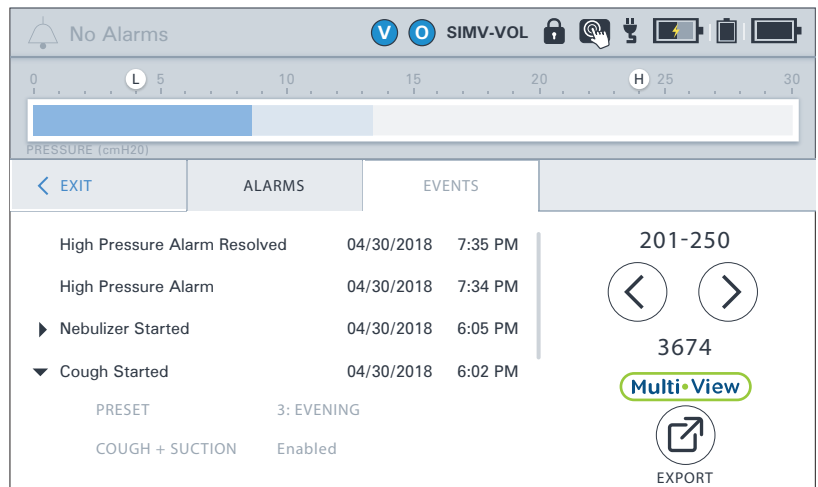 No Alarms V O SIMV-VOL
0 L 5 10 15 20 H 25 30
PRESSURE (cmH20)
EXIT ALARMS EVENTS
High Pressure Alarm Resolved 04/30/2018 7:35 PM
High Pressure Alarm 04/30/2018 7:34 PM
Nebulizer Started 04/30/2018 6:05 PM
Cough Started 04/30/2018 6:02 PM
PRESET 3: EVENING
COUGH + SUCTION Enabled
201-250
3674
Multi•View
EXPORT